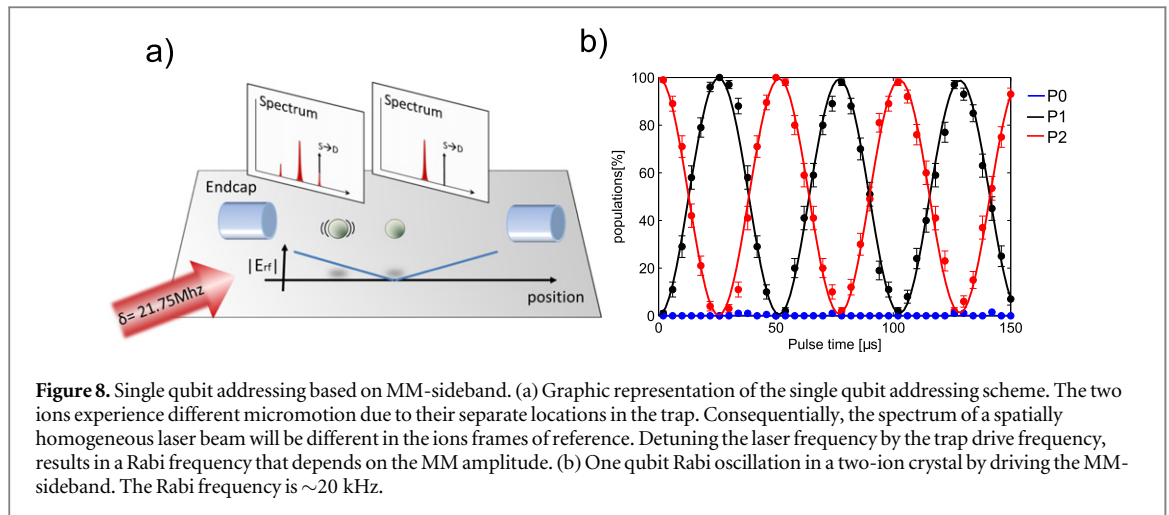 a)
Spectrum
S→D
Spectrum
S→D
Endcap
|Erf|
position
δ= 21.75Mhz
b)
100
80
60
40
20
0
populations[%]
0
50
100
150
Pulse time [µs]
P0
P1
P2
Figure 8. Single qubit addressing based on MM-sideband. (a) Graphic representation of the single qubit addressing scheme. The two
ions experience different micromotion due to their separate locations in the trap. Consequentially, the spectrum of a spatially
homogeneous laser beam will be different in the ions frames of reference. Detuning the laser frequency by the trap drive frequency,
results in a Rabi frequency that depends on the MM amplitude. (b) One qubit Rabi oscillation in a two-ion crystal by driving the MM-
sideband. The Rabi frequency is ∼20 kHz.